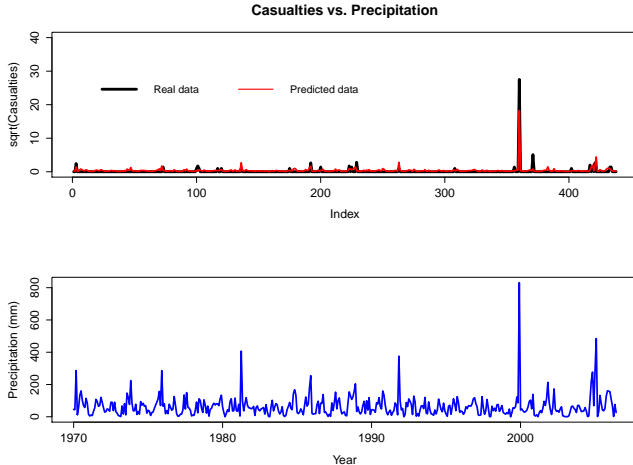 Casualties vs. Precipitation
sqrt(Casualties)
40
30
20
10
0
Real data
Predicted data
0 100 200 300 400
Index
Precipitation (mm)
800
600
400
200
0
1970 1980 1990 2000
Year